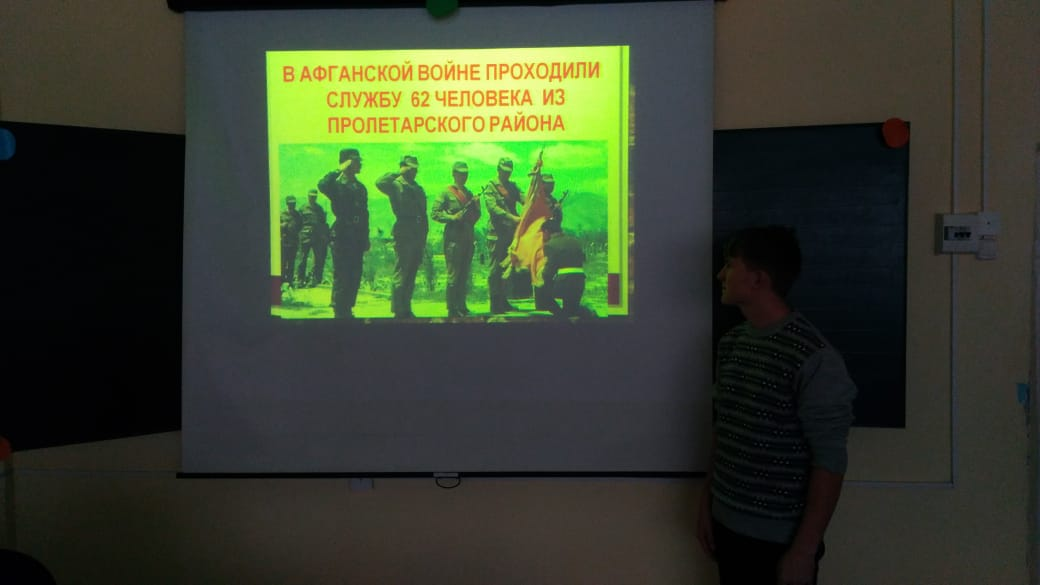 В АФГАНСКОЙ ВОЙНЕ ПРОХОДИЛИ
СЛУЖБУ 62 ЧЕЛОВЕКА ИЗ
ПРОЛЕТАРСКОГО РАЙОНА